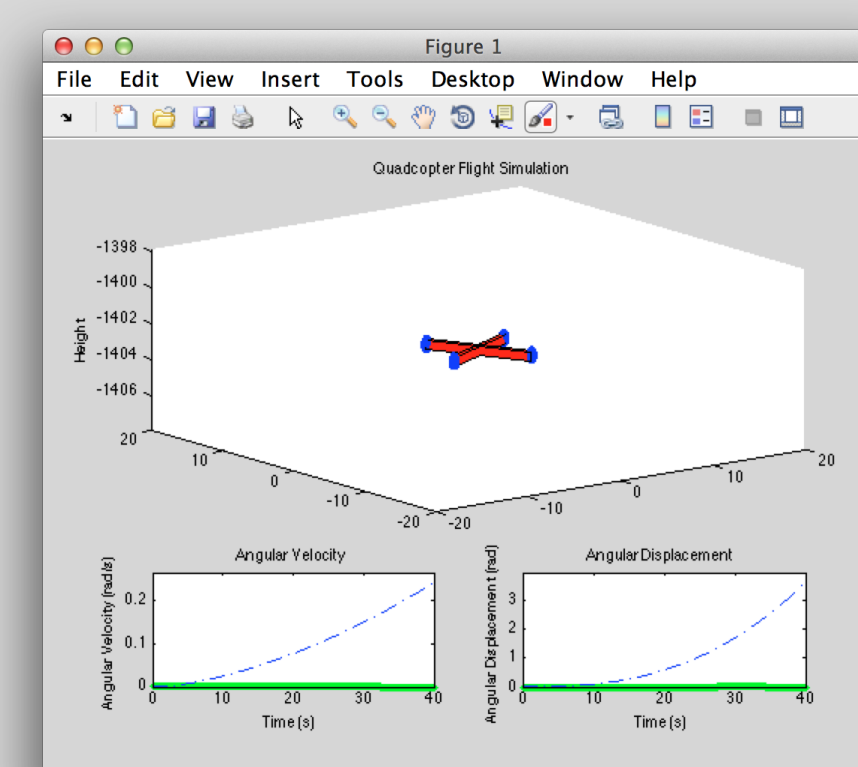 Figure 1
File Edit View Insert Tools Desktop Window Help
Quadcopter Flight Simulation
-1398
-1400
-1402
-1404
-1406
Height
20
10
0
-10
-20
-20
-10
0
10
20
Angular Velocity
Angular Velocity (rad/s)
0.2
0.1
0
0 10 20 30 40
Time (s)
Angular Displacement
Angular Displacement (rad)
3
2
1
0
0 10 20 30 40
Time (s)